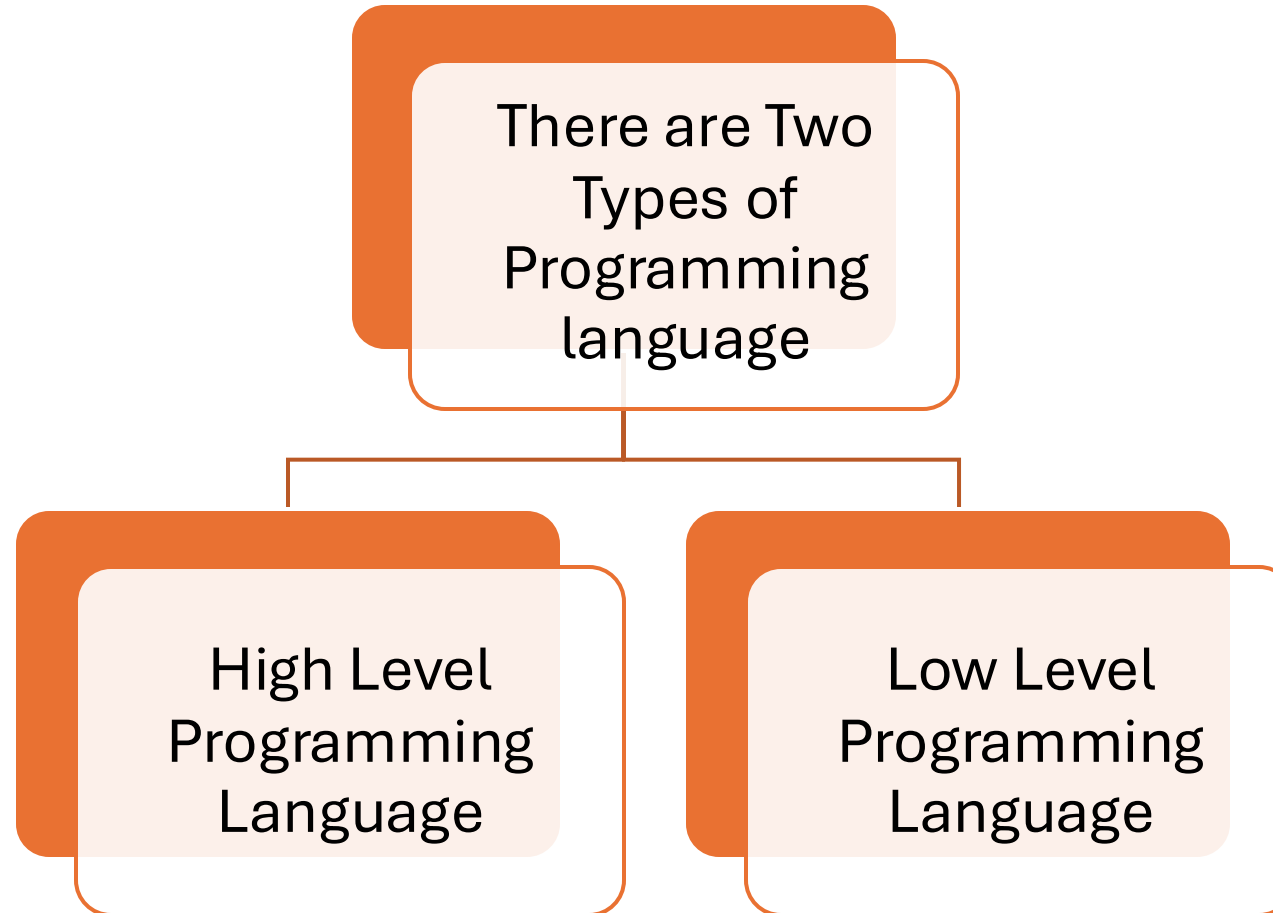 There are Two
Types of
Programming
language
High Level
Programming
Language
Low Level
Programming
Language